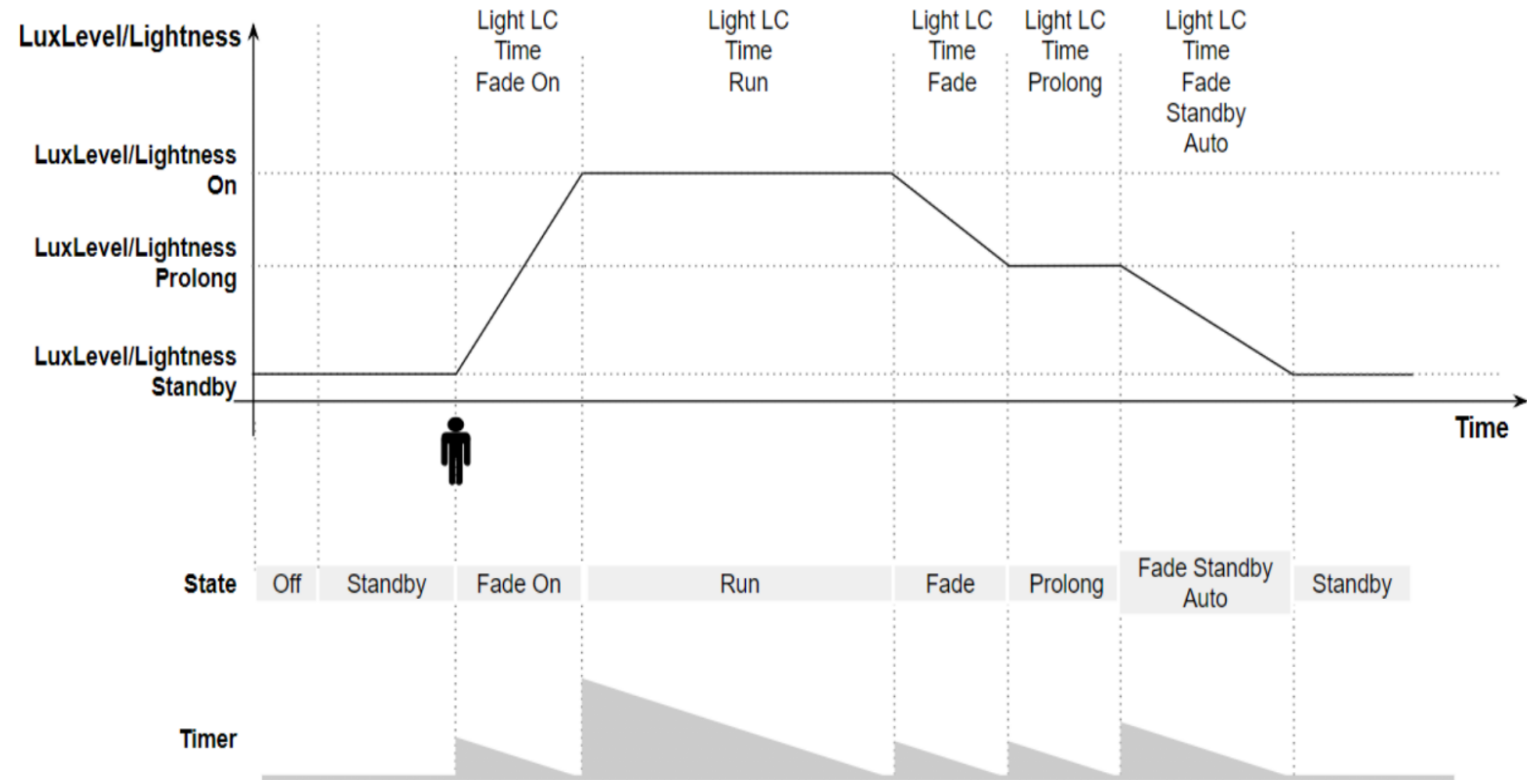 LuxLevel/Lightness
Light LC
Time
Fade On
Light LC
Time
Run
Light LC
Time
Fade
Light LC
Time
Prolong
Light LC
Time
Fade
Standby
Auto
LuxLevel/Lightness
On
LuxLevel/Lightness
Prolong
LuxLevel/Lightness
Standby
Time
State
Off
Standby
Fade On
Run
Fade
Prolong
Fade Standby
Auto
Standby
Timer